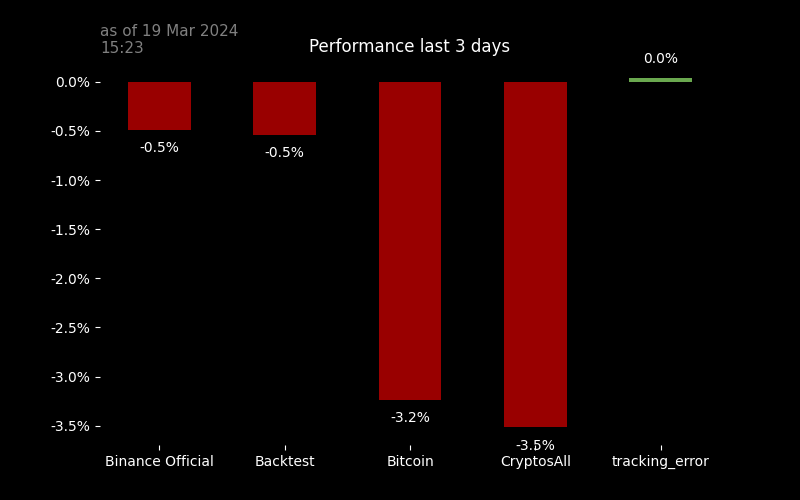 as of 19 Mar 2024
15:23
Performance last 3 days
0.0%
0.0%
-0.5%
-0.5%
-0.5%
-1.0%
-1.5%
-2.0%
-2.5%
-3.0%
-3.5%
-3.2%
-3.5%
Binance Official
Backtest
Bitcoin
CryptosAll
tracking_error